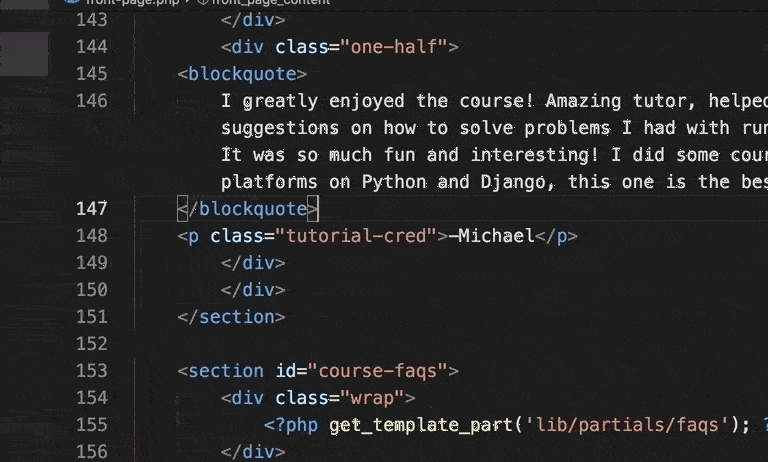 front-page.php › front_page_content
143 </div>
144 <div class="one-half">
145 <blockquote>
146 I greatly enjoyed the course! Amazing tutor, helped
suggestions on how to solve problems I had with run
It was so much fun and interesting! I did some cour
platforms on Python and Django, this one is the bes
147 </blockquote>
148 <p class="tutorial-cred">—Michael</p>
149 </div>
150 </div>
151 </section>
152
153 <section id="course-faqs">
154 <div class="wrap">
155 <?php get_template_part('lib/partials/faqs'); ?
156 </div>